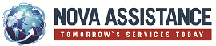 NOVA ASSISTANCE
TOMORROW'S SERVICES TODAY